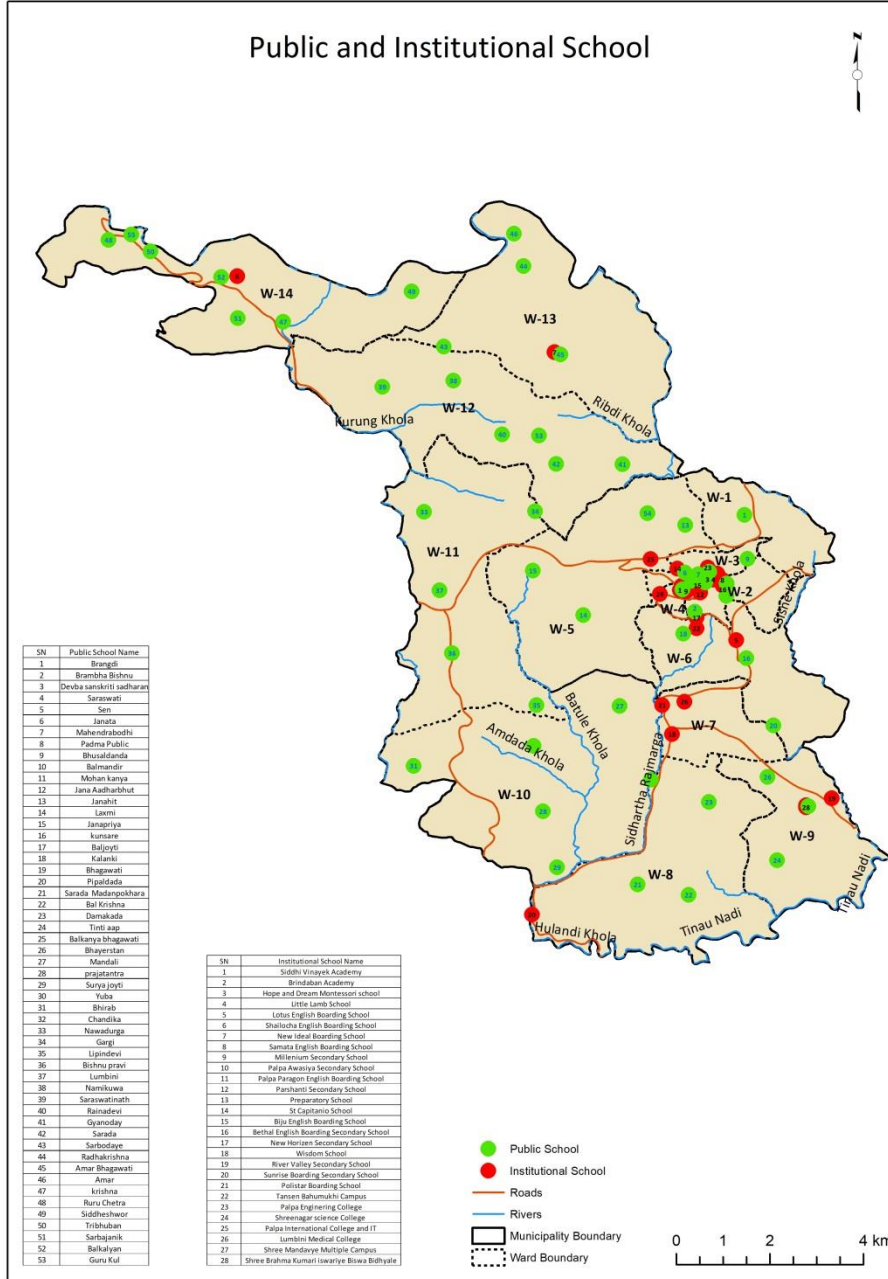 Public and Institutional School
N
W-14
W-13
W-12
Kurung Khola
Ribdi Khola
W-1
W-11
W-3
W-2
Sishe Khola
W-4
W-5
W-6
Batule Khola
Sidhartha Rajmarga
W-7
Amdada Khola
W-10
W-9
W-8
Hulandi Khola
Tinau Nadi
Tinau Nadi
SN Public School Name
1 Brangdi
2 Brambha Bishnu
3 Devba sanskriti sadharan
4 Saraswati
5 Sen
6 Janata
7 Mahendrabodhi
8 Padma Public
9 Bhusaldanda
10 Balmandir
11 Mohan kanya
12 Jana Aadharbhut
13 Janahit
14 Laxmi
15 Janapriya
16 kunsare
17 Baljoyti
18 Kalanki
19 Bhagawati
20 Pipaldada
21 Sarada Madanpokhara
22 Bal Krishna
23 Damakada
24 Tinti aap
25 Balkanya bhagawati
26 Bhayerstan
27 Mandali
28 prajatantra
29 Surya joyti
30 Yuba
31 Bhirab
32 Chandika
33 Nawadurga
34 Gargi
35 Lipindevi
36 Bishnu pravi
37 Lumbini
38 Namikuwa
39 Saraswatinath
40 Rainadevi
41 Gyanoday
42 Sarada
43 Sarbodaye
44 Radhakrishna
45 Amar Bhagawati
46 Amar
47 krishna
48 Ruru Chetra
49 Siddheshwor
50 Tribhuban
51 Sarbajanik
52 Balkalyan
53 Guru Kul
SN Institutional School Name
1 Siddhi Vinayek Academy
2 Brindaban Academy
3 Hope and Dream Montessori school
4 Little Lamb School
5 Lotus English Boarding School
6 Shailocha English Boarding School
7 New Ideal Boarding School
8 Samata English Boarding School
9 Millenium Secondary School
10 Palpa Awasiya Secondary School
11 Palpa Paragon English Boarding School
12 Parshanti Secondary School
13 Preparatory School
14 St Capitanio School
15 Biju English Boarding School
16 Bethal English Boarding Secondary School
17 New Horizen Secondary School
18 Wisdom School
19 River Valley Secondary School
20 Sunrise Boarding Secondary School
21 Polistar Boarding School
22 Tansen Bahumukhi Campus
23 Palpa Enginering College
24 Shreenagar science College
25 Palpa International College and IT
26 Lumbini Medical College
27 Shree Mandavye Multiple Campus
28 Shree Brahma Kumari iswariye Biswa Bidhyale
Public School
Institutional School
Roads
Rivers
Municipality Boundary
Ward Boundary
0 1 2 4 km